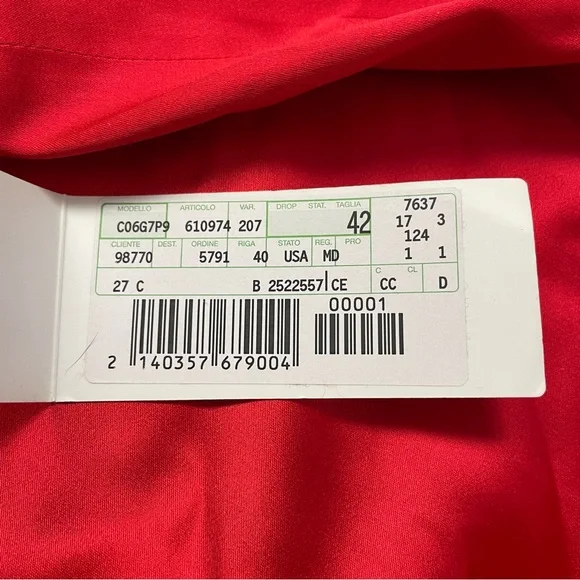 MODELLO ARTICOLO VAR. DROP STAT. TAGLIA 7637
C06G7P9 610974 207 42 17 3
CLIENTE DEST. ORDINE RIGA STATO REG. PRO 124
98770 5791 40 USA MD 1 1
C CL
27 C B 2522557 CE CC D
00001
2 140357 679004